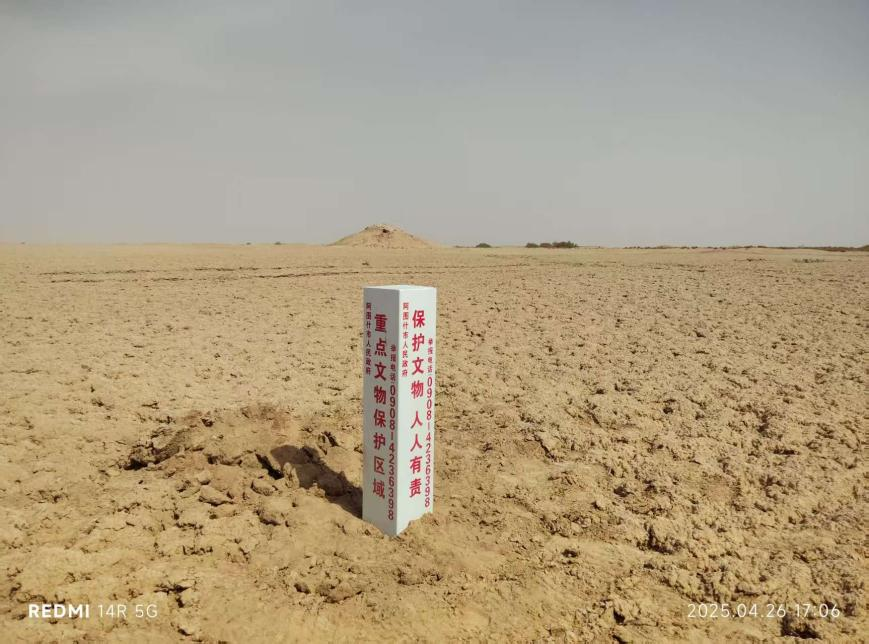 阿图什市人民政府
重点文物保护区域
举报电话0908-4236398
阿图什市人民政府
保护文物 人人有责
举报电话0908-4236398
REDMI 14R 5G
2025.04.26 17:06